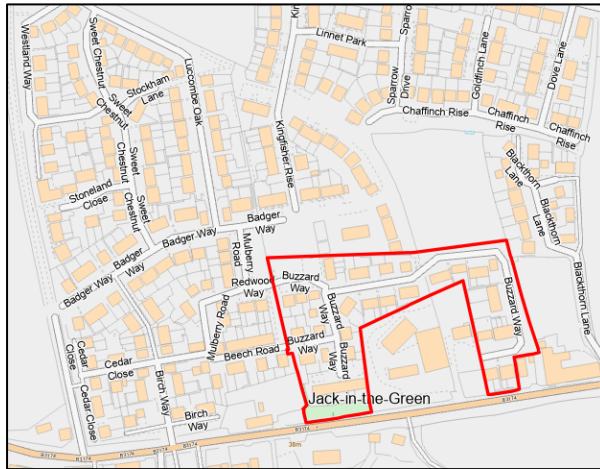 Westland Way
Sweet Chestnut
Sweet
Chestnut
Stockham
Lane
Luccombe Oak
Kingfisher Rise
Kin
Linnet Park
Sparrow
Sparrow
Drive
Goldfinch Lane
Dove Lane
Chaffinch Rise
Chaffinch
Rise
Chaffinch
Rise
Blackthorn
Lane
Blackthorn
Lane
Blackthorn Lane
Stoneland
Close
Sweet
Chestnut
Sweet
Chestnut
Badger Way
Badger
Way
Badger
Way
Badger Way
Mulberry
Road
Redwood
Way
Buzzard
Way
Buzzard
Way
Buzzard
Way
Buzzard
Buzzard Way
Mulberry Road
Beech Road
Cedar
Close
Cedar
Close
Cedar Close
Birch Way
Birch
Way
Jack-in-the-Green
B3174
B3174
B3174
38m